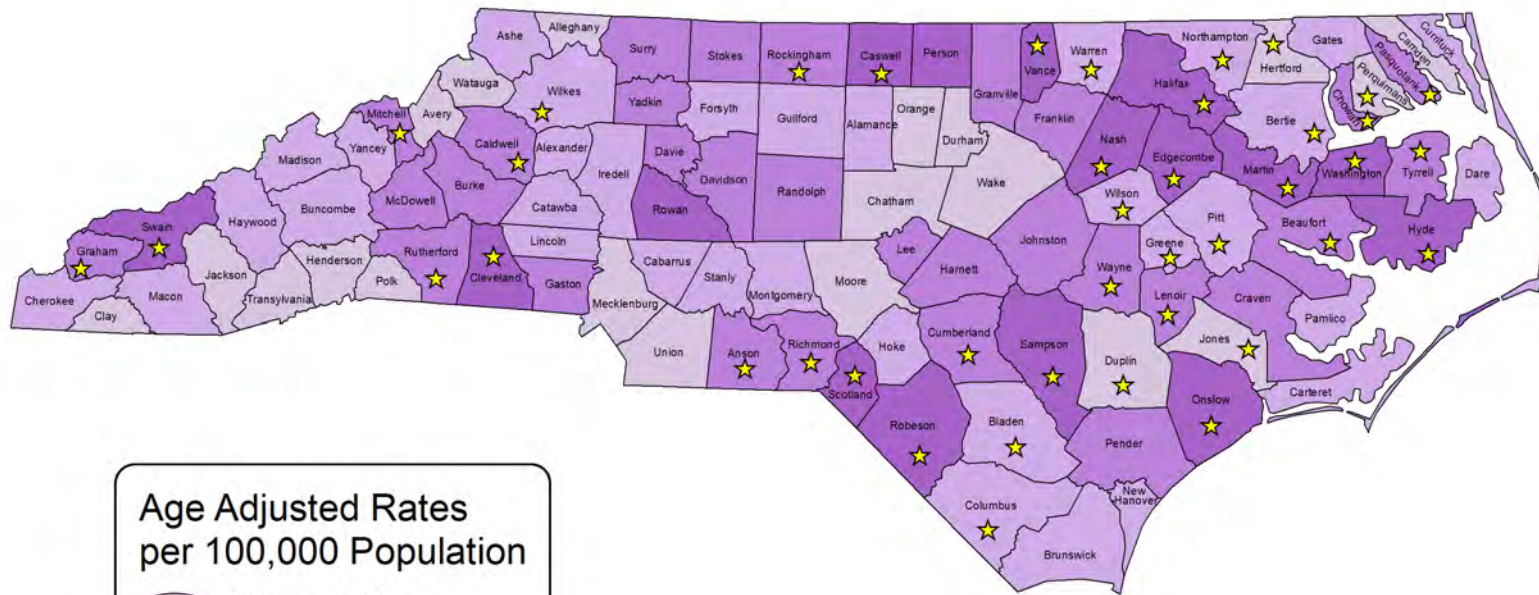 Ashe
Alleghany
Surry
Stokes
Rockingham
Caswell
Person
Granville
Vance
Warren
Northampton
Hertford
Gates
Camden
Currituck
Pasquotank
Perquimans
Chowan
Watauga
Wilkes
Yadkin
Forsyth
Guilford
Alamance
Orange
Durham
Franklin
Halifax
Bertie
Mitchell
Avery
Caldwell
Alexander
Iredell
Davie
Davidson
Randolph
Chatham
Wake
Nash
Edgecombe
Martin
Washington
Tyrrell
Dare
Madison
Yancey
Burke
McDowell
Catawba
Rowan
Wilson
Pitt
Beaufort
Hyde
Haywood
Buncombe
Lincoln
Swain
Graham
Rutherford
Cleveland
Gaston
Cabarrus
Stanly
Montgomery
Moore
Lee
Harnett
Johnston
Wayne
Greene
Lenoir
Craven
Pamlico
Jackson
Henderson
Polk
Transylvania
Cherokee
Clay
Macon
Mecklenburg
Union
Anson
Richmond
Scotland
Hoke
Cumberland
Sampson
Duplin
Jones
Carteret
Onslow
Robeson
Bladen
Pender
Columbus
New
Hanover
Brunswick
Age Adjusted Rates
per 100,000 Population